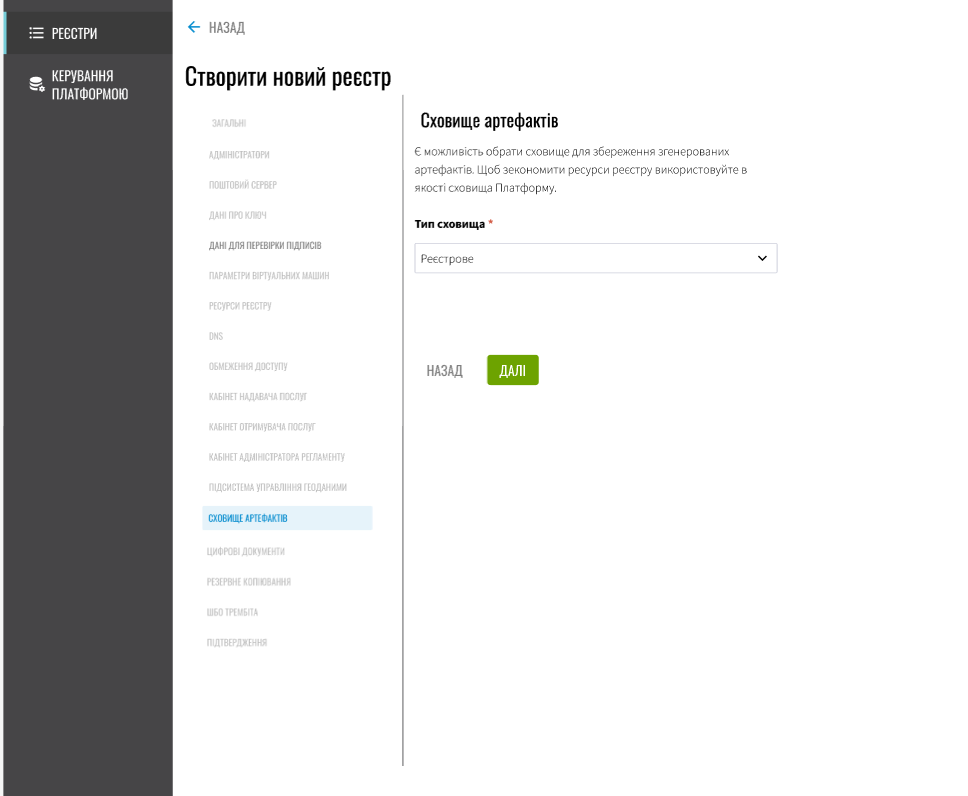 РЕЄСТРИ
КЕРУВАННЯ
ПЛАТФОРМОЮ
НАЗАД
Створити новий реєстр
ЗАГАЛЬНІ
АДМІНІСТРАТОРИ
ПОШТОВИЙ СЕРВЕР
ДАНІ ПРО КЛЮЧ
ДАНІ ДЛЯ ПЕРЕВІРКИ ПІДПИСІВ
ПАРАМЕТРИ ВІРТУАЛЬНИХ МАШИН
РЕСУРСИ РЕЄСТРУ
DNS
ОБМЕЖЕННЯ ДОСТУПУ
КАБІНЕТ НАДАВАЧА ПОСЛУГ
КАБІНЕТ ОТРИМУВАЧА ПОСЛУГ
КАБІНЕТ АДМІНІСТРАТОРА РЕГЛАМЕНТУ
ПІДСИСТЕМА УПРАВЛІННЯ ГЕОДАНИМИ
СХОВИЩЕ АРТЕФАКТІВ
ЦИФРОВІ ДОКУМЕНТИ
РЕЗЕРВНЕ КОПІЮВАННЯ
ШБО ТРЕМБІТА
ПІДТВЕРДЖЕННЯ
Сховище артефактів
Є можливість обрати сховище для збереження згенерованих
артефактів. Щоб зекономити ресурси реєстру використовуйте в
якості сховища Платформу.
Тип сховища *
Реєстрове
НАЗАД
ДАЛІ